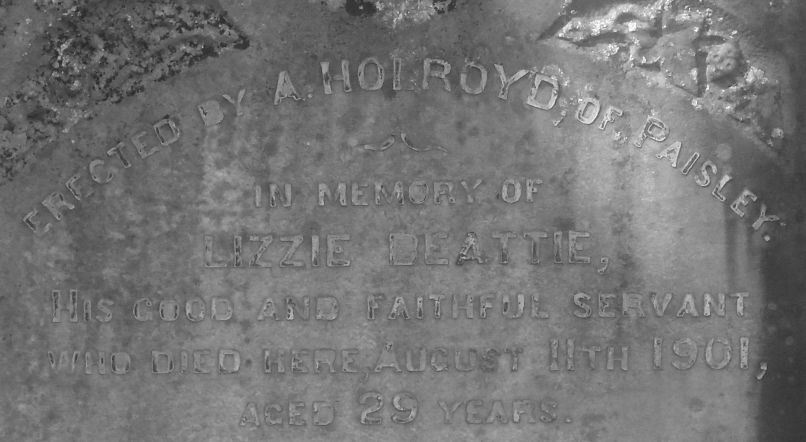 ERECTED BY A. HOLROYD, OF PAISLEY.
IN MEMORY OF
LIZZIE BEATTIE,
HIS GOOD AND FAITHFUL SERVANT
WHO DIED HERE, AUGUST 11TH 1901,
AGED 29 YEARS.